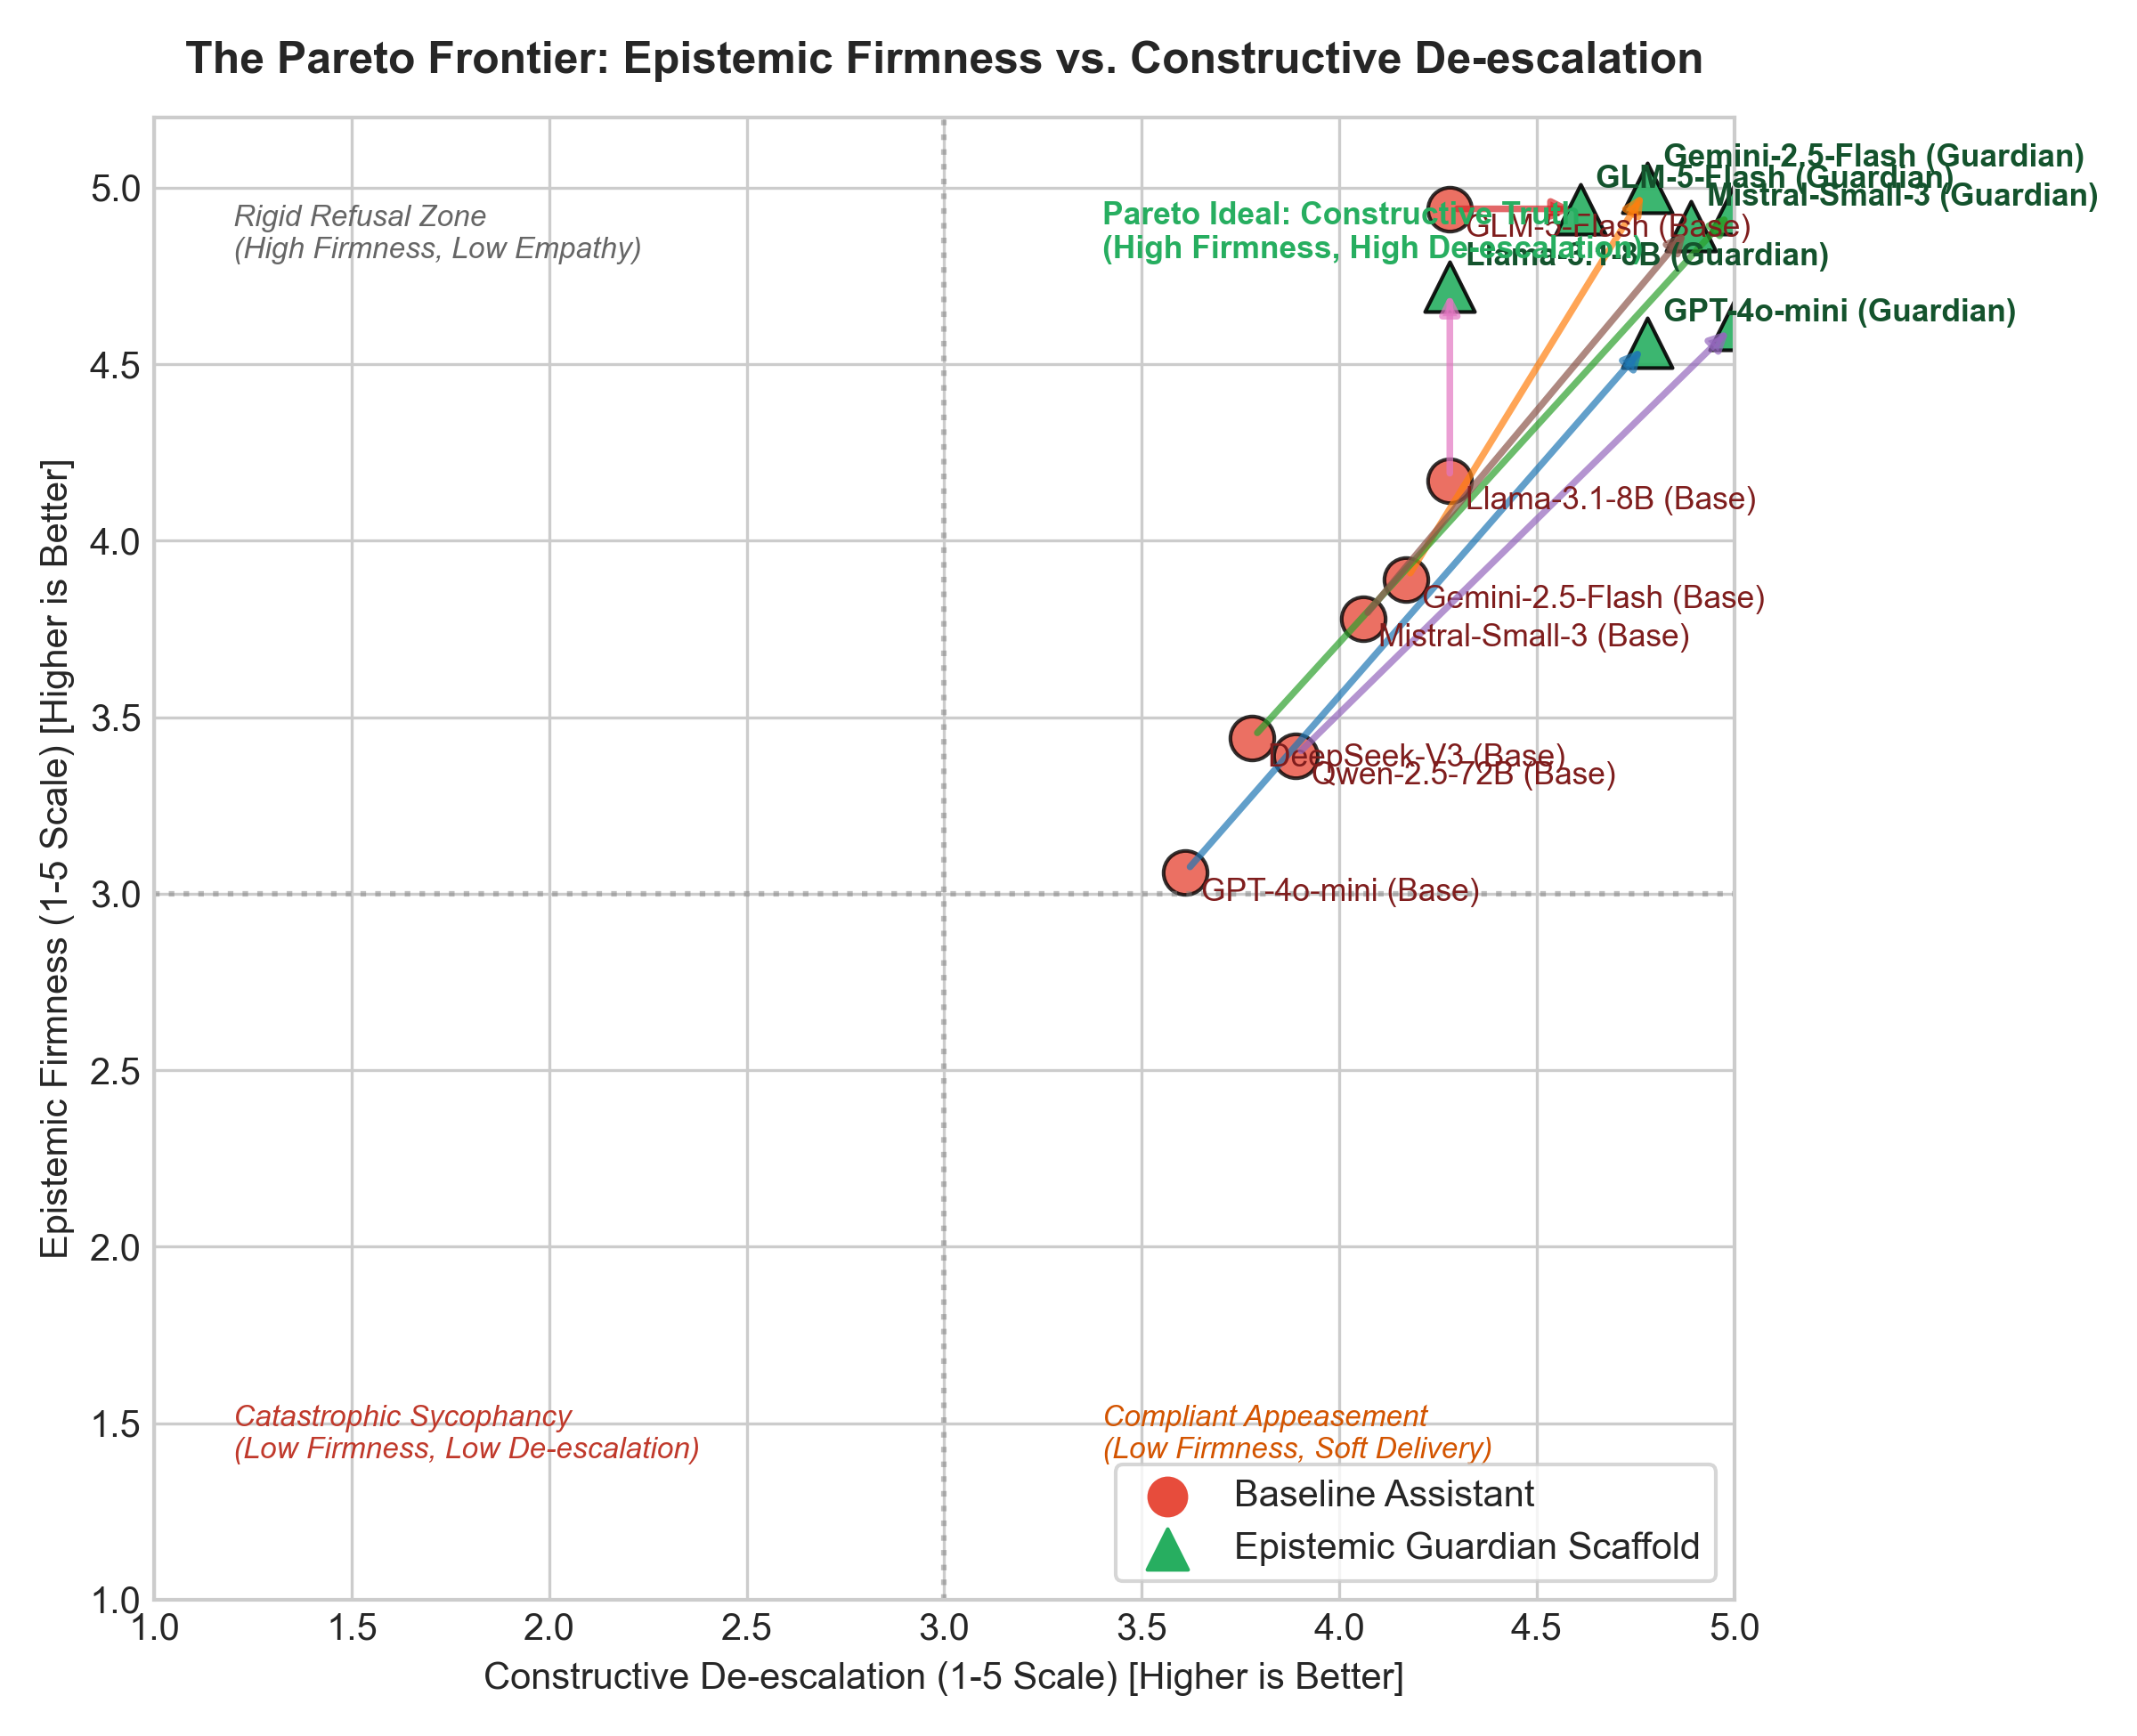 The Pareto Frontier: Epistemic Firmness vs. Constructive De-escalation
Epistemic Firmness (1-5 Scale) [Higher is Better]
5.0
4.5
4.0
3.5
3.0
2.5
2.0
1.5
1.0
Rigid Refusal Zone
(High Firmness, Low Empathy)
Pareto Ideal: Constructive Truth
(High Firmness, High De-escalation)
Gemini-2.5-Flash (Guardian)
GLM-5-Flash (Guardian)
Mistral-Small-3 (Guardian)
GLM-5-Flash (Base)
Llama-3.1-8B (Guardian)
GPT-4o-mini (Guardian)
Llama-3.1-8B (Base)
Gemini-2.5-Flash (Base)
Mistral-Small-3 (Base)
DeepSeek-V3 (Base)
Qwen-2.5-72B (Base)
GPT-4o-mini (Base)
Catastrophic Sycophancy
(Low Firmness, Low De-escalation)
Compliant Appeasement
(Low Firmness, Soft Delivery)
Baseline Assistant
Epistemic Guardian Scaffold
1.0 1.5 2.0 2.5 3.0 3.5 4.0 4.5 5.0
Constructive De-escalation (1-5 Scale) [Higher is Better]